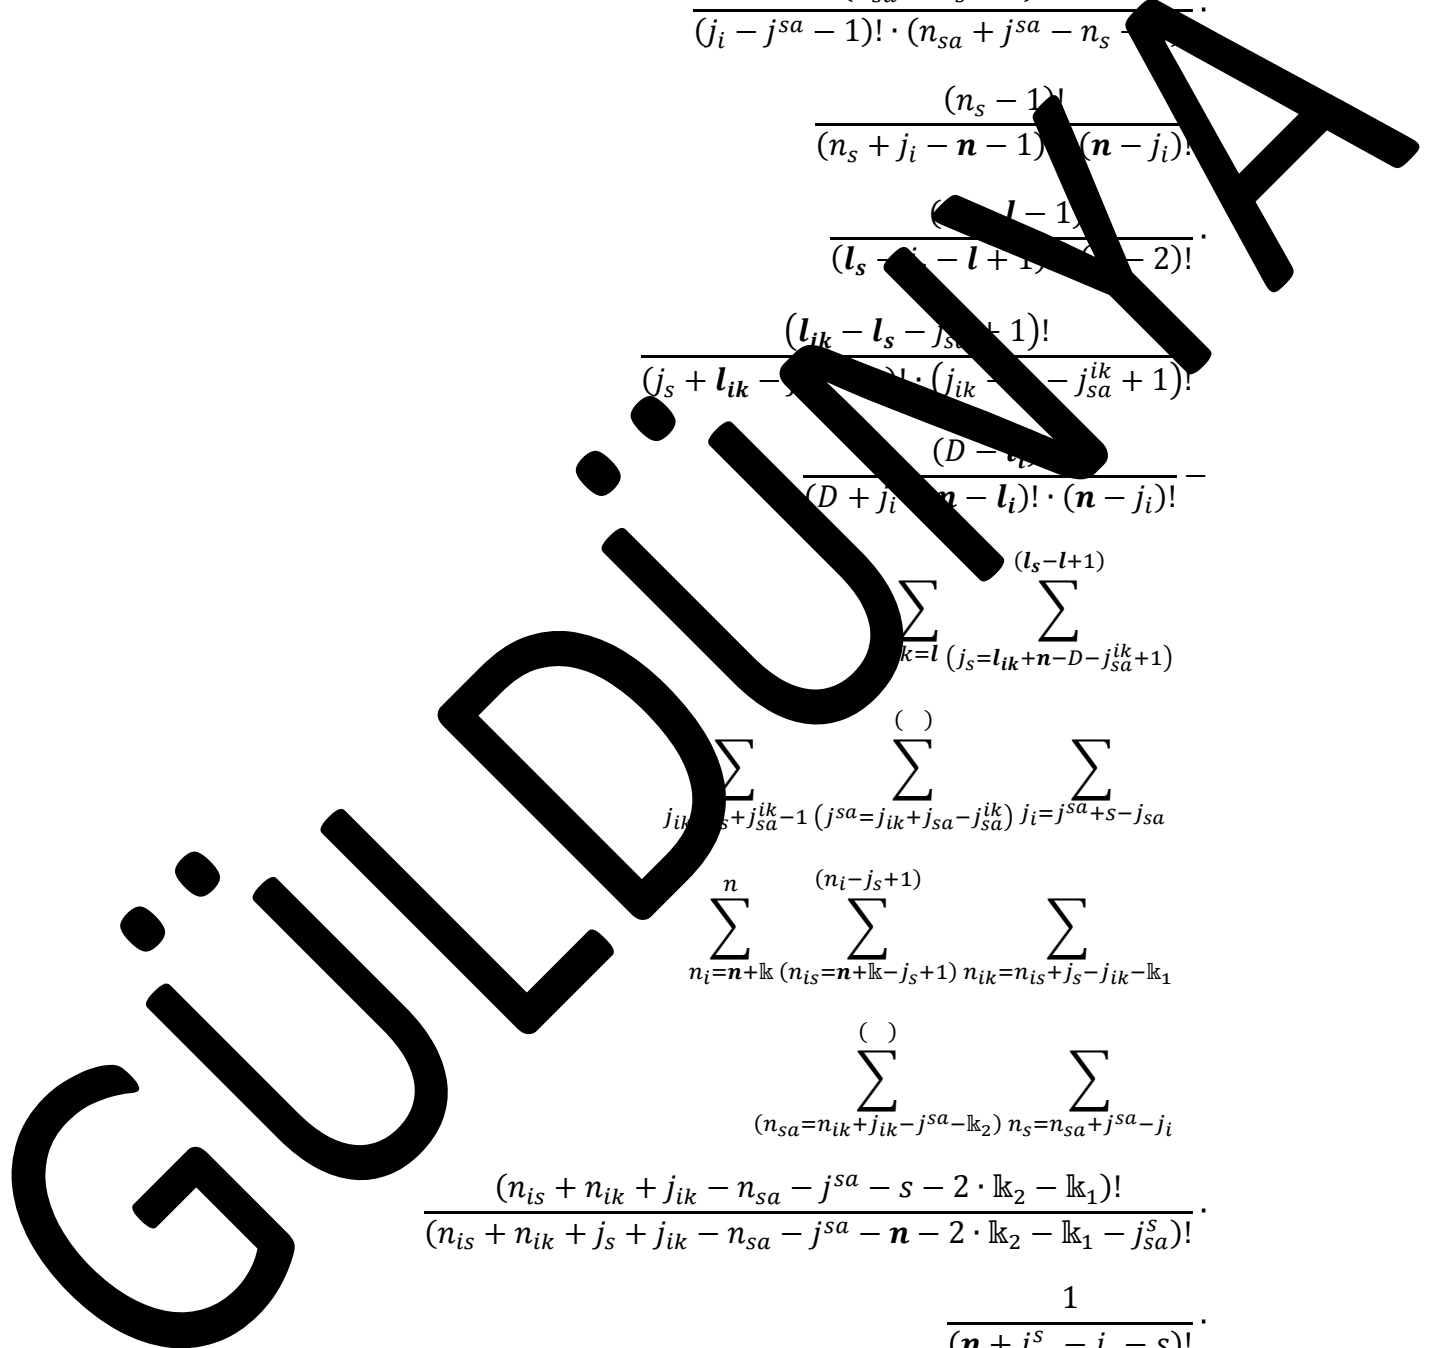 (j_i − j^{sa} − 1)! · (n_{sa} + j^{sa} − n_s − ·
(n_s − 1)!
(n_s + j_i − n − 1) (n − j_i)!
( l − 1)
(l_s − − l + 1) − 2)! ·
(l_{ik} − l_s − j_{sa} + 1)!
(j_s + l_{ik} − )! · (j_{ik} − − j_{sa}^{ik} + 1)!
(D − l_i)
(D + j_i n − l_i)! · (n − j_i)! −
(l_s−l+1)
∑ ∑
k=l (j_s=l_{ik}+n−D−j_{sa}^{ik}+1)
( )
∑ ∑ ∑
j_{ik} _s+j_{sa}^{ik}−1 (j^{sa}=j_{ik}+j_{sa}−j_{sa}^{ik}) j_i=j^{sa}+s−j_{sa}
n (n_i−j_s+1)
∑ ∑ ∑
n_i=n+𝕜 (n_{is}=n+𝕜−j_s+1) n_{ik}=n_{is}+j_s−j_{ik}−𝕜_1
( )
∑ ∑
(n_{sa}=n_{ik}+j_{ik}−j^{sa}−𝕜_2) n_s=n_{sa}+j^{sa}−j_i
(n_{is} + n_{ik} + j_{ik} − n_{sa} − j^{sa} − s − 2 · 𝕜_2 − 𝕜_1)!
(n_{is} + n_{ik} + j_s + j_{ik} − n_{sa} − j^{sa} − n − 2 · 𝕜_2 − 𝕜_1 − j_{sa}^s)! ·
1
(n + j^s − j − s)! ·
GÜLDÜNYA